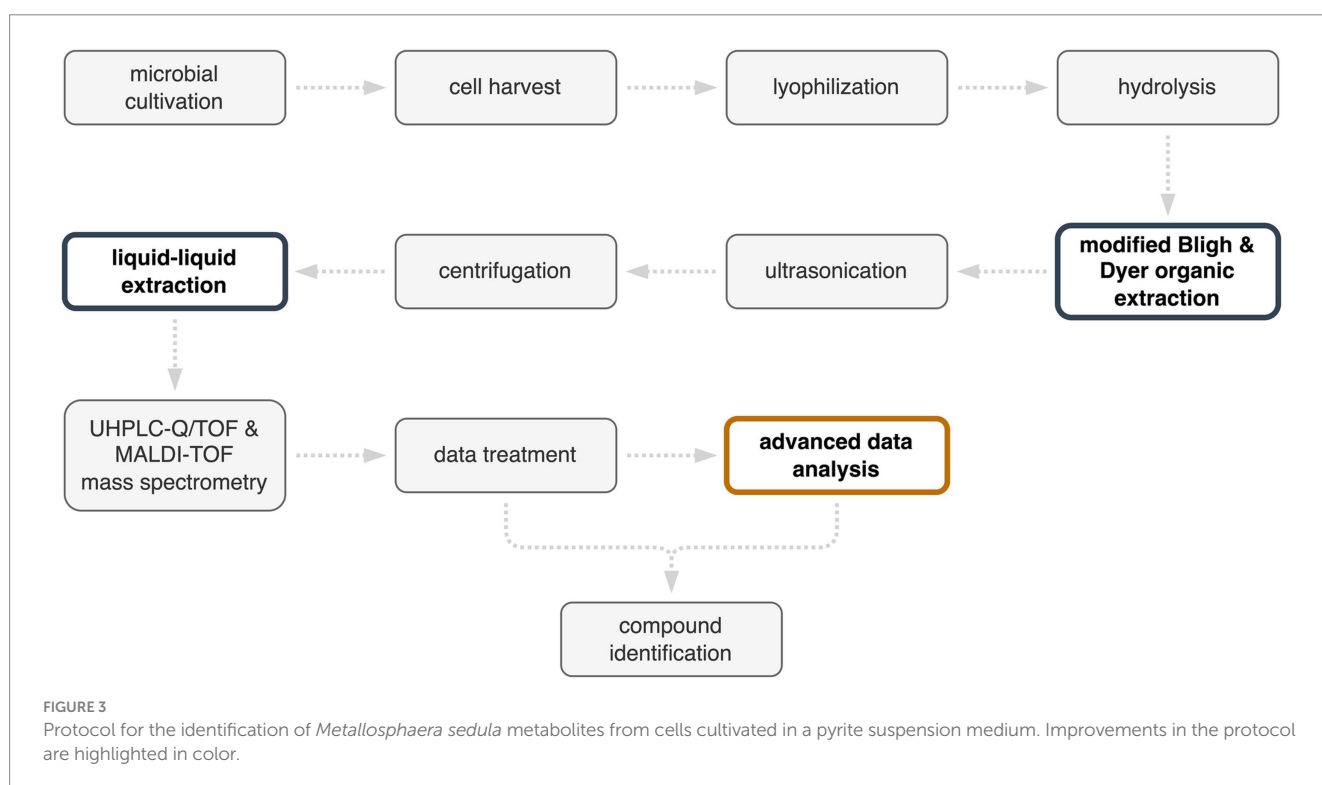 microbial
cultivation
cell harvest
lyophilization
hydrolysis
modified Bligh &
Dyer organic
extraction
ultrasonication
centrifugation
liquid-liquid
extraction
UHPLC-Q/TOF &
MALDI-TOF
mass spectrometry
data treatment
advanced data
analysis
compound
identification
FIGURE 3
Protocol for the identification of Metallosphaera sedula metabolites from cells cultivated in a pyrite suspension medium. Improvements in the protocol
are highlighted in color.